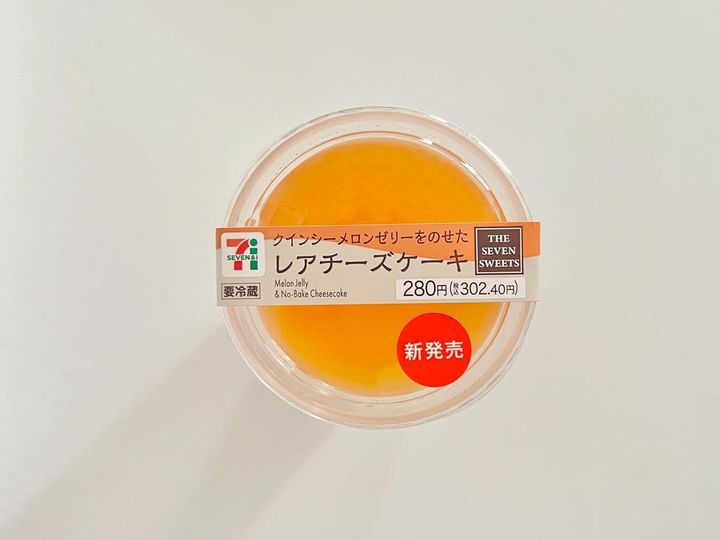 クインシーメロンゼリーをのせた
レアチーズケーキ
Melon Jelly
& No-Bake Cheesecake
280円(税込302.40円)
SEVEN&i
要冷蔵
THE
SEVEN
SWEETS
新発売